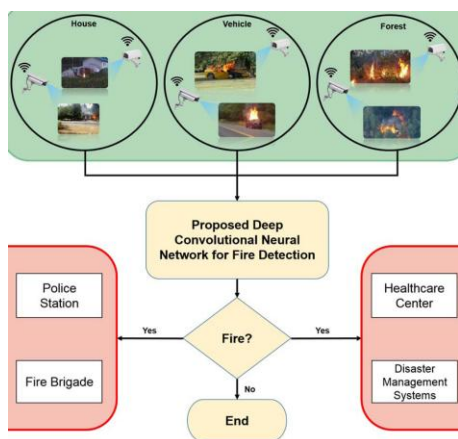 House
Vehicle
Forest
Proposed Deep
Convolutional Neural
Network for Fire Detection
Police
Station
Fire Brigade
Yes
Fire?
Yes
Healthcare
Center
Disaster
Management
Systems
No
End